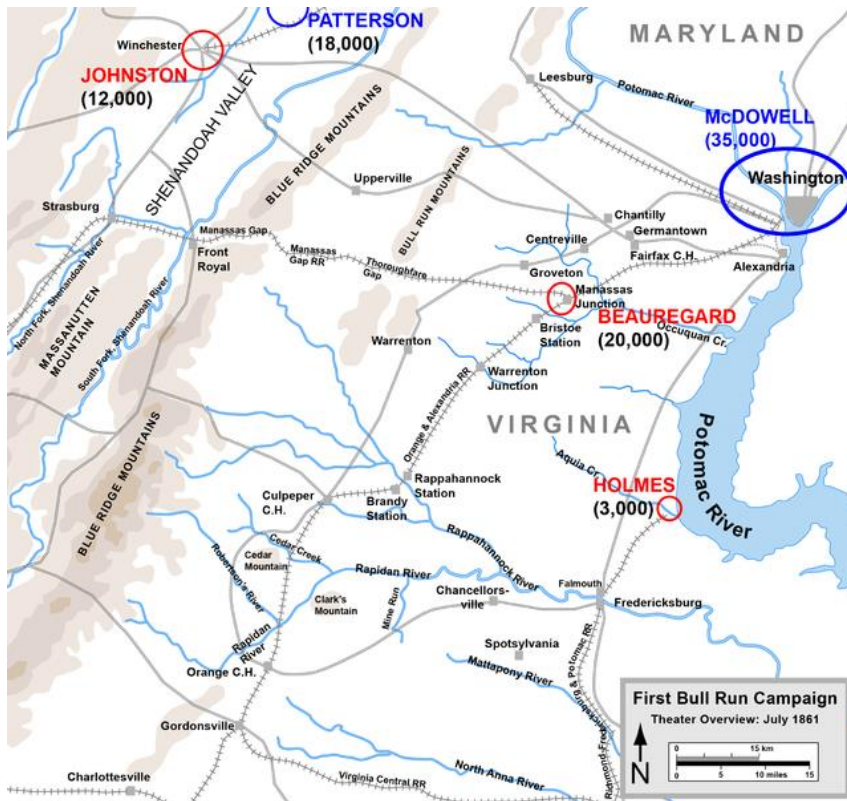 PATTERSON
(18,000)
MARYLAND
Winchester
JOHNSTON
(12,000)
Leesburg
Potomac River
McDOWELL
(35,000)
SHENANDOAH VALLEY
BLUE RIDGE MOUNTAINS
BULL RUN MOUNTAINS
Upperville
Washington
Strasburg
Chantilly
Germantown
Manassas Gap
Centreville
Fairfax C.H.
Front
Royal
Manassas
Gap RR
Thoroughfare
Gap
Groveton
Alexandria
Manassas
Junction
BEAUREGARD
(20,000)
North Fork, Shenandoah River
MASSANUTTEN
MOUNTAIN
South Fork, Shenandoah River
Bristoe
Station
Occuquan Cr.
Warrenton
Warrenton
Junction
Orange & Alexandria RR
VIRGINIA
Potomac River
BLUE RIDGE MOUNTAINS
Aquia Cr.
HOLMES
(3,000)
Rappahannock
Station
Culpeper
C.H.
Brandy
Station
Rappahannock River
Cedar Creek
Cedar
Mountain
Robertson's River
Rapidan River
Falmouth
Clark's
Mountain
Mine Run
Chancellors-
ville
Fredericksburg
Rapidan
River
Spotsylvania
Orange C.H.
Mattapony River
Richmond-Fredericksburg & Potomac RR
Gordonsville
Charlottesville
Virginia Central RR
North Anna River
First Bull Run Campaign
Theater Overview: July 1861
N
0 15 km
0 5 10 miles 15